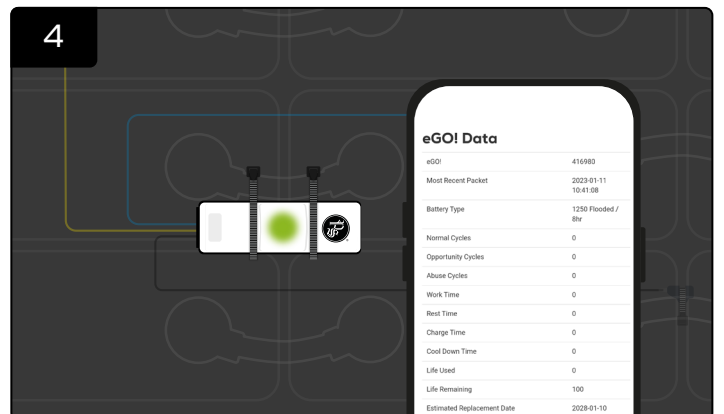 4
eGO! Data
eGO! 416980
Most Recent Packet 2023-01-11
10:41:08
Battery Type 1250 Flooded /
8hr
Normal Cycles 0
Opportunity Cycles 0
Abuse Cycles 0
Work Time 0
Rest Time 0
Charge Time 0
Cool Down Time 0
Life Used 0
Life Remaining 100
Estimated Replacement Date 2028-01-10